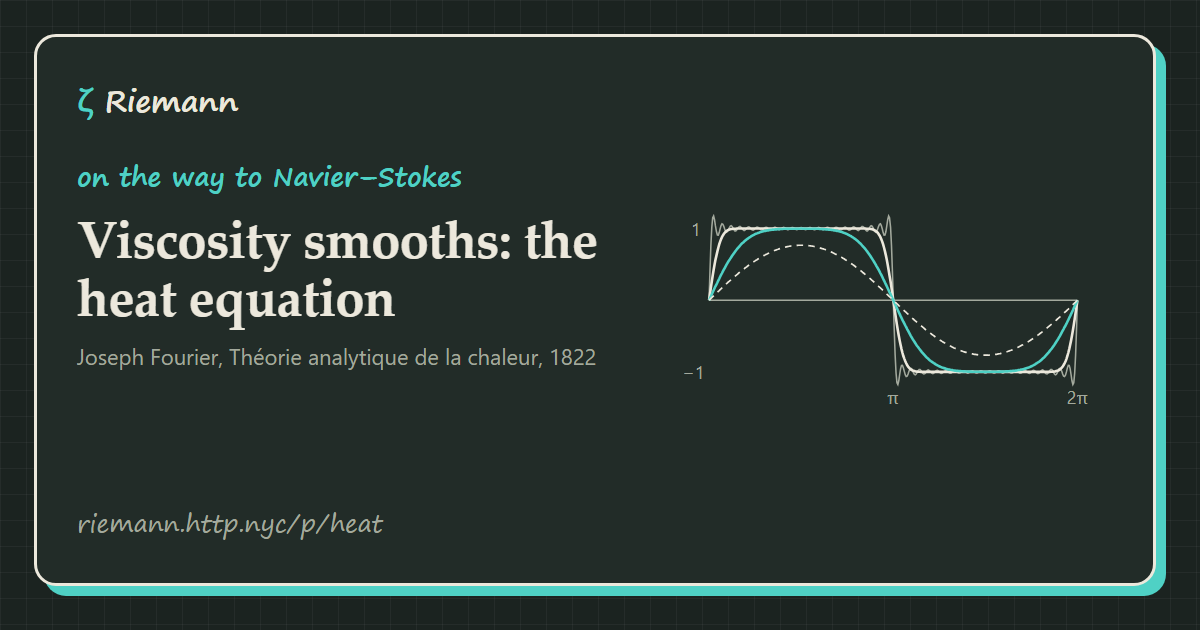 ζ Riemann
on the way to Navier–Stokes
Viscosity smooths: the
heat equation
Joseph Fourier, Théorie analytique de la chaleur, 1822
1
−1
π
2π
riemann.http.nyc/p/heat